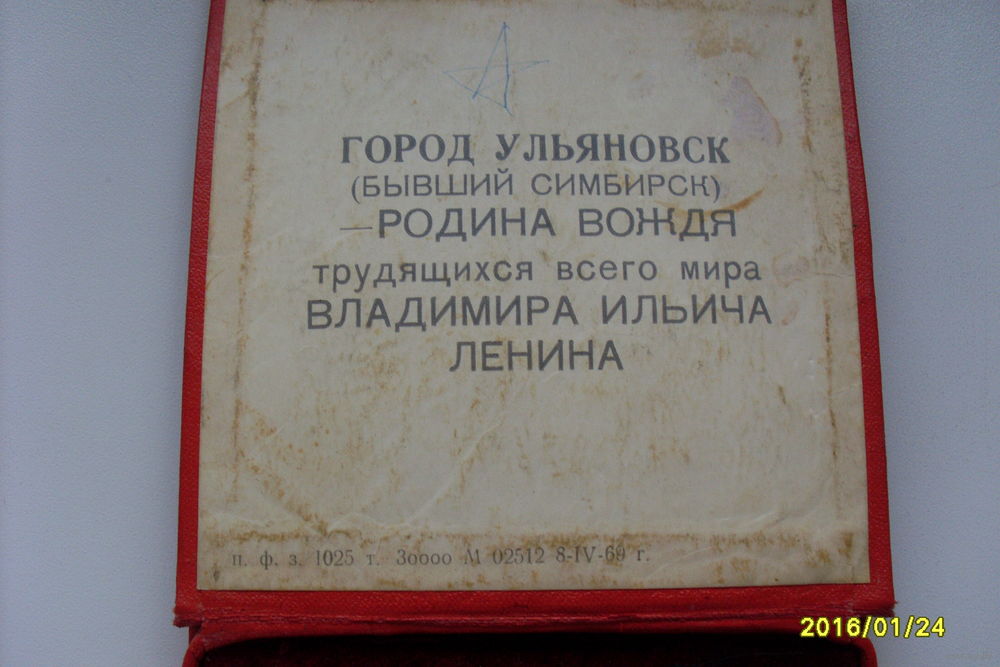 ГОРОД УЛЬЯНОВСК
(БЫВШИЙ СИМБИРСК)
—РОДИНА ВОЖДЯ
трудящихся всего мира
ВЛАДИМИРА ИЛЬИЧА
ЛЕНИНА
п. ф. з. 1025 т. 3оооо М 02512 8-IV-69 г.
2016/01/24